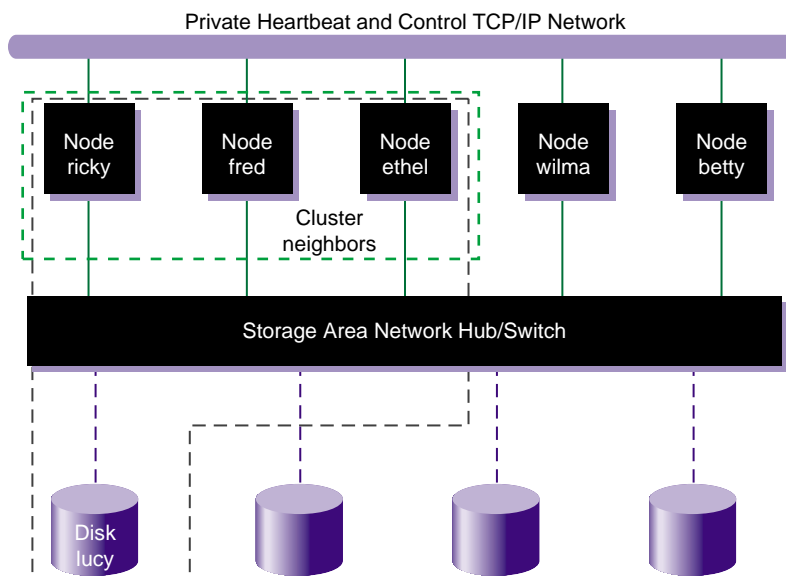 Private Heartbeat and Control TCP/IP Network
Node
ricky
Node
fred
Node
ethel
Node
wilma
Node
betty
Cluster
neighbors
Storage Area Network Hub/Switch
Disk
lucy